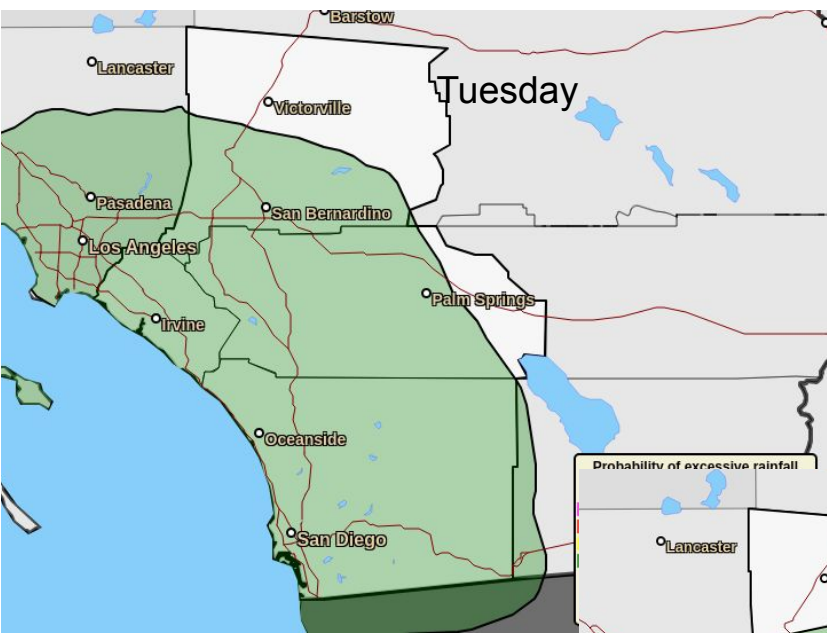 Barstow
Lancaster
Tuesday
Victorville
Pasadena
San Bernardino
Los Angeles
Palm Springs
Irvine
Oceanside
Probability of excessive rainfall
San Diego
Lancaster